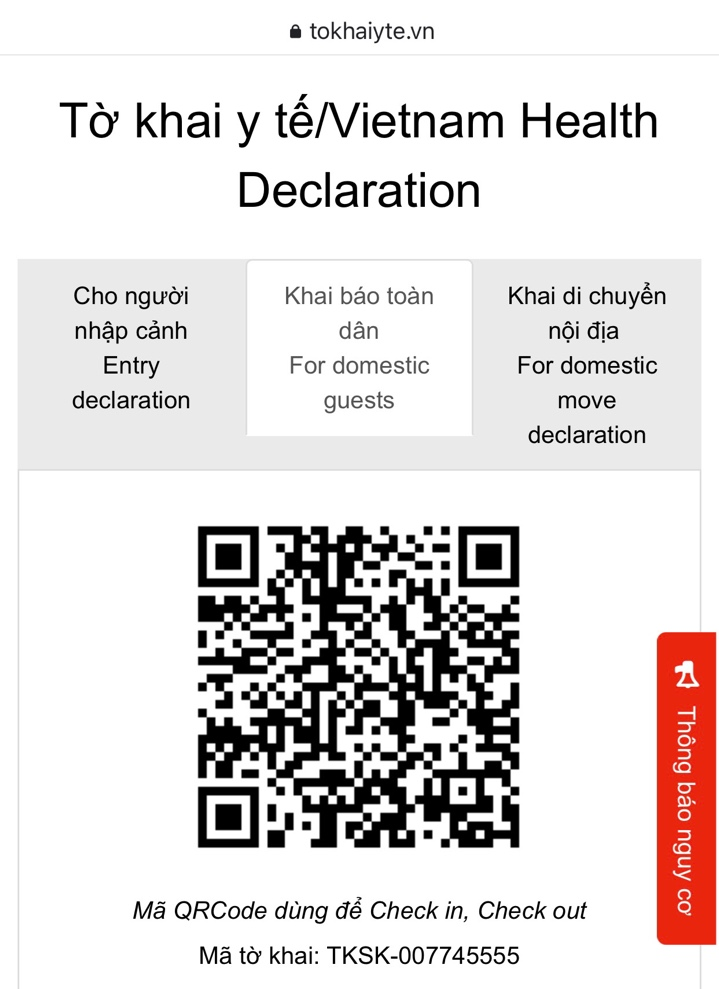 tokhaiyte.vn
Tờ khai y tế/Vietnam Health
Declaration
Cho người
nhập cảnh
Entry
declaration
Khai báo toàn
dân
For domestic
guests
Khai di chuyển
nội địa
For domestic
move
declaration
Thông báo nguy cơ
Mã QRCode dùng để Check in, Check out
Mã tờ khai: TKSK-007745555